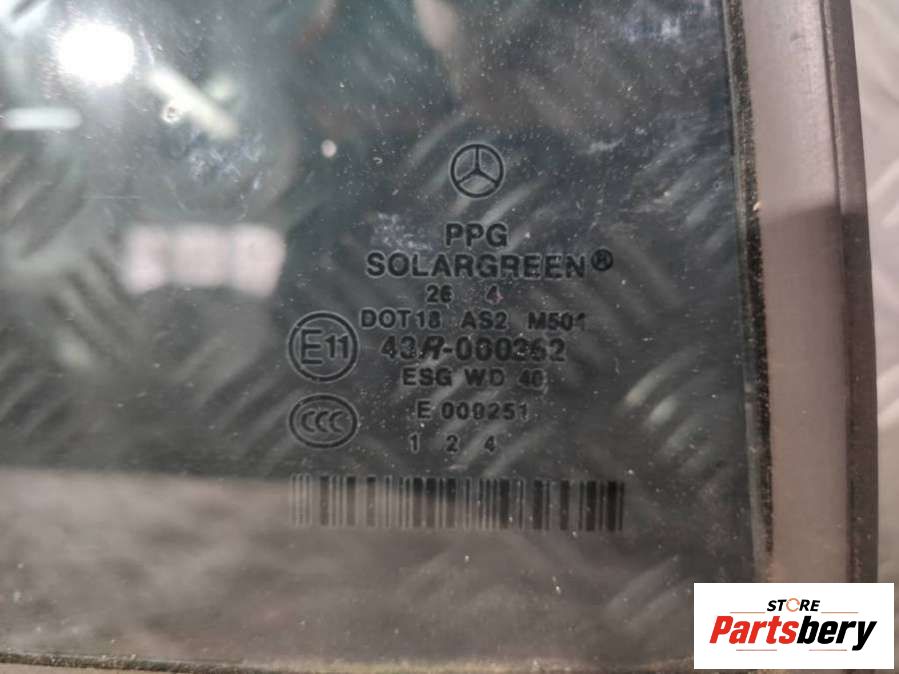 PPG
SOLARGREEN®
26 4
DOT18 AS2 M501
E11 43R-000262
ESG WD 40
CCC E 000251
1 2 4
STORE
Partsbery